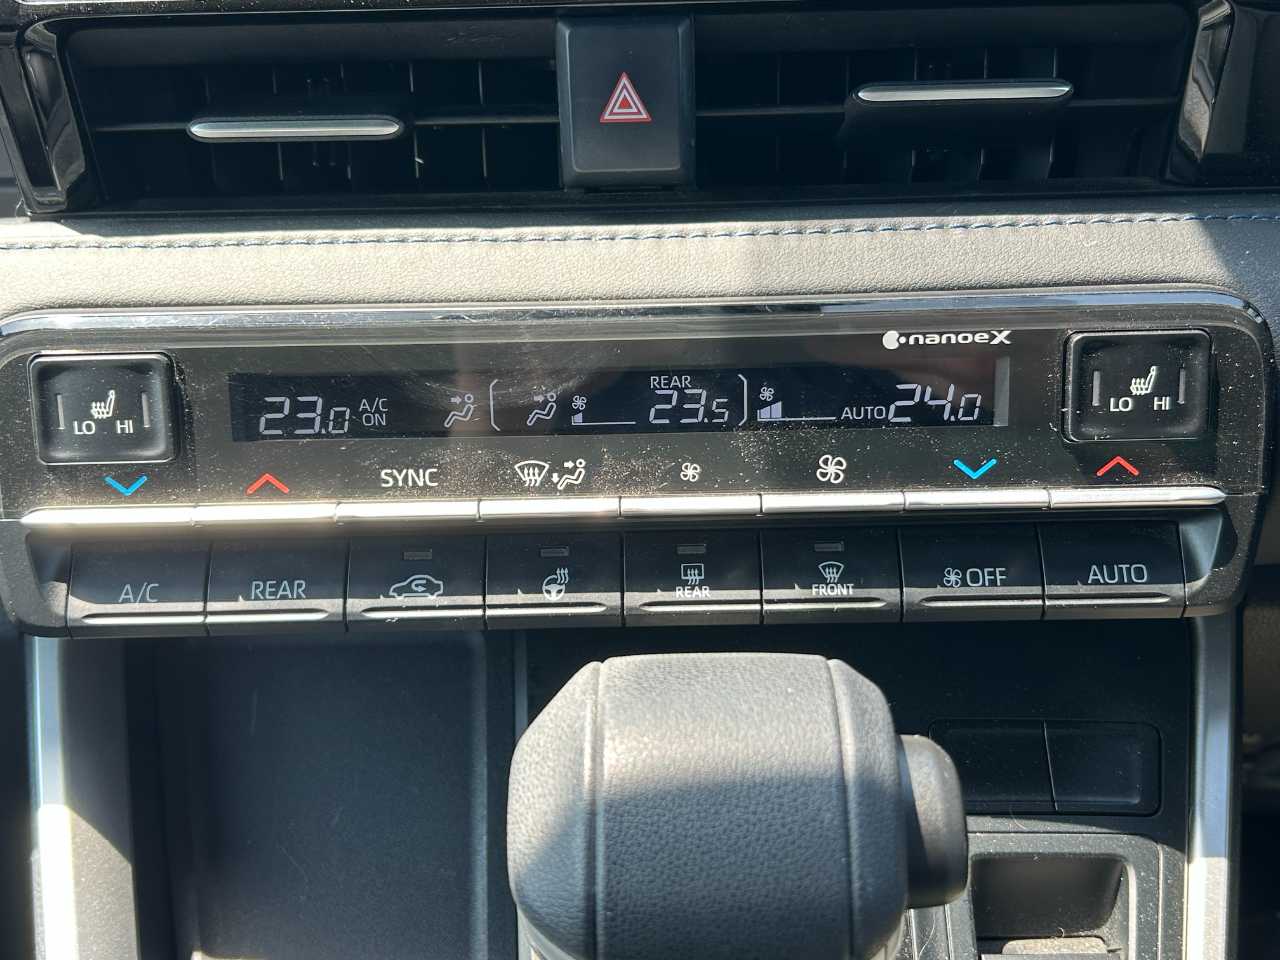 nanoeX
LO HI
23.0 A/C ON
REAR 23.5
AUTO 24.0
LO HI
SYNC
A/C
REAR
REAR
FRONT
OFF
AUTO